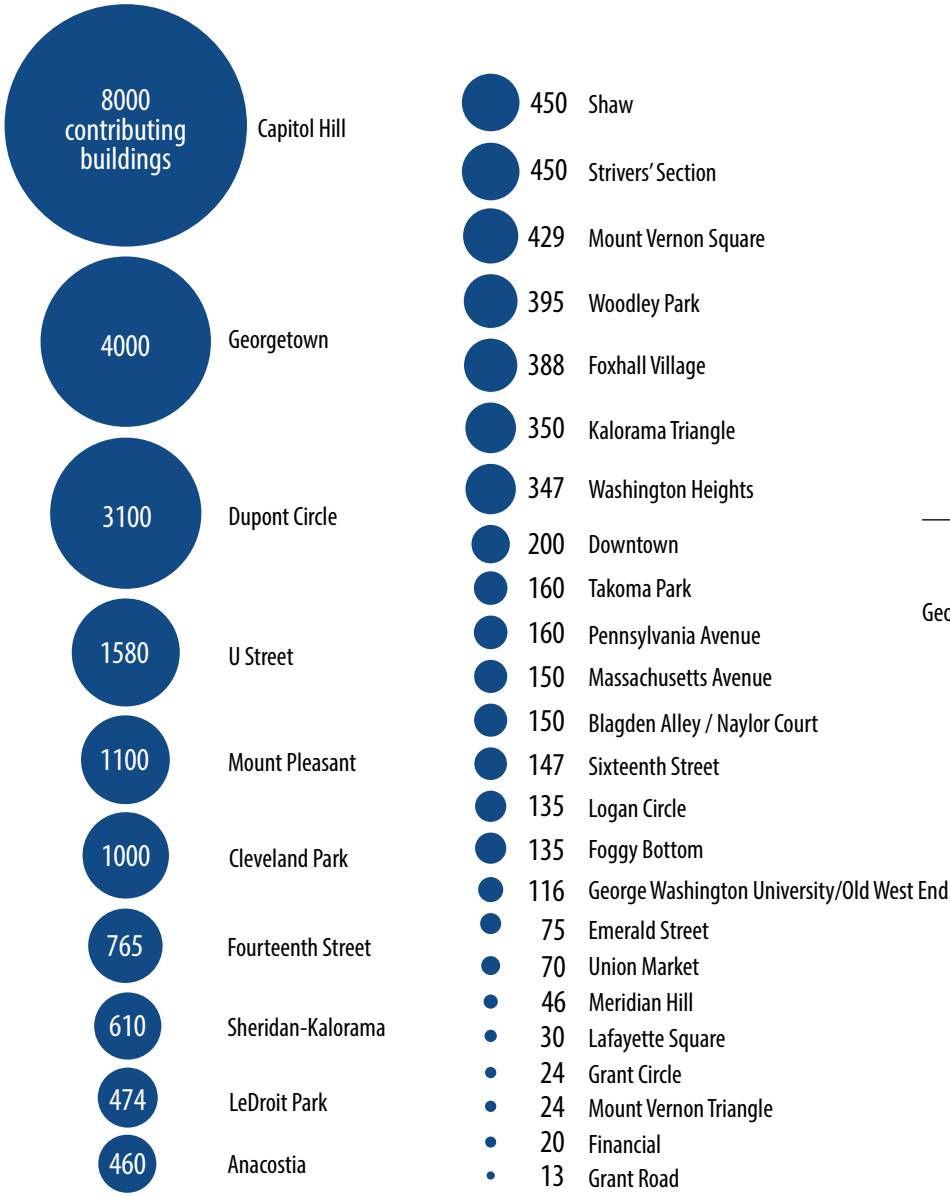 8000
contributing
buildings
Capitol Hill
4000
Georgetown
3100
Dupont Circle
1580
U Street
1100
Mount Pleasant
1000
Cleveland Park
765
Fourteenth Street
610
Sheridan-Kalorama
474
LeDroit Park
460
Anacostia
450 Shaw
450 Strivers’ Section
429 Mount Vernon Square
395 Woodley Park
388 Foxhall Village
350 Kalorama Triangle
347 Washington Heights
200 Downtown
160 Takoma Park
160 Pennsylvania Avenue
150 Massachusetts Avenue
150 Blagden Alley / Naylor Court
147 Sixteenth Street
135 Logan Circle
135 Foggy Bottom
116 George Washington University/Old West End
75 Emerald Street
70 Union Market
46 Meridian Hill
30 Lafayette Square
24 Grant Circle
24 Mount Vernon Triangle
20 Financial
13 Grant Road